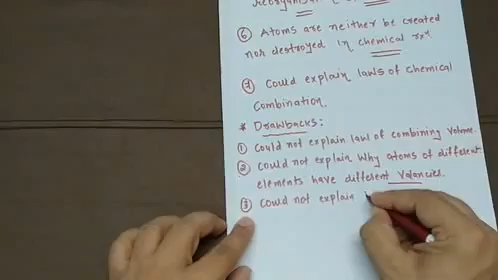 ⑥ Atoms are neither be created
nor destroyed in chemical rxⁿ.
⑦ Could explain laws of chemical
Combination.
* Drawbacks:
① Could not explain law of combining volume.
② Could not explain why atoms of different
elements have different valancies.
③ Could not explain